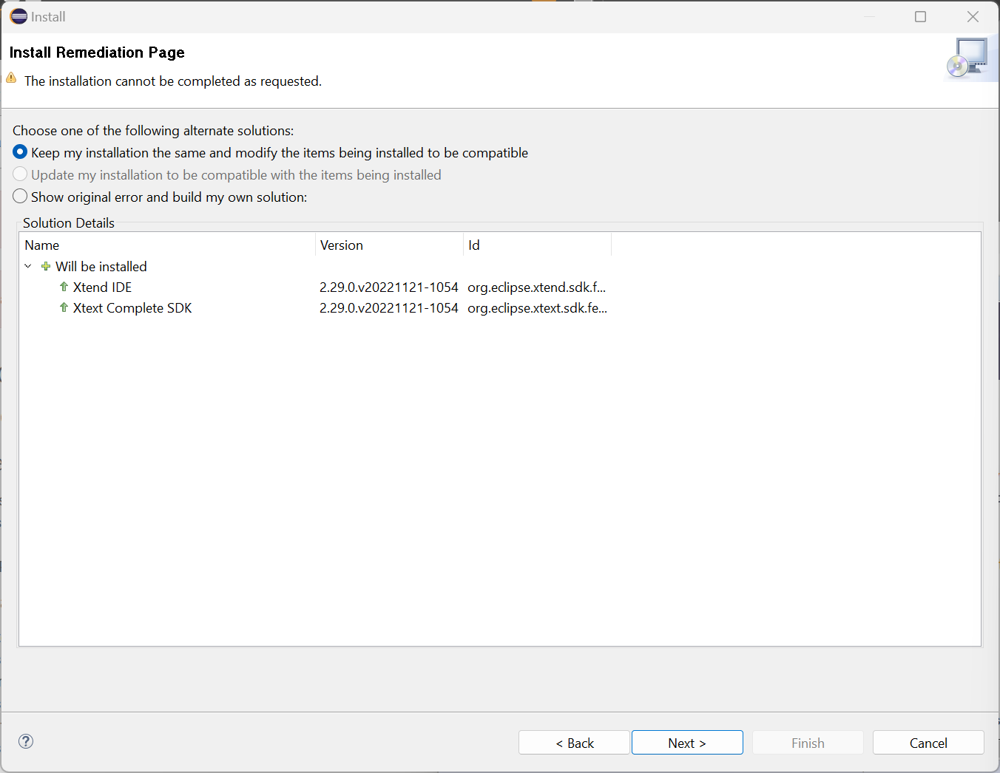 Install
Install Remediation Page
The installation cannot be completed as requested.
Choose one of the following alternate solutions:
Keep my installation the same and modify the items being installed to be compatible
Update my installation to be compatible with the items being installed
Show original error and build my own solution:
Solution Details
Name Version Id
Will be installed
Xtend IDE 2.29.0.v20221121-1054 org.eclipse.xtend.sdk.f...
Xtext Complete SDK 2.29.0.v20221121-1054 org.eclipse.xtext.sdk.fe...
< Back Next > Finish Cancel